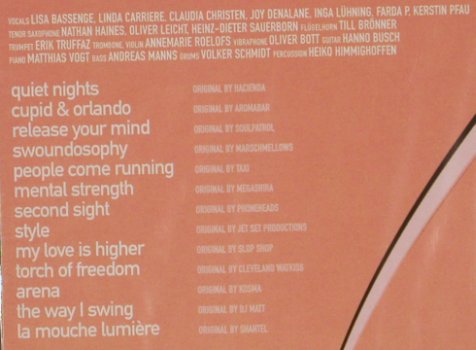 VOCALS LISA BASSENGE, LINDA CARRIERE, CLAUDIA CHRISTEN, JOY DENALANE, INGA LÜHNING, FARDA P, KERSTIN PFAU
TENOR SAXOPHONE NATHAN HAINES, OLIVER LEICHT, HEINZ-DIETER SAUERBORN FLÜGELHORN TILL BRÖNNER
TRUMPET ERIK TRUFFAZ TROMBONE, VIOLIN ANNEMARIE ROELOFS VIBRAPHONE OLIVER BOTT GUITAR HANNO BUSCH
PIANO MATTHIAS VOGT BASS ANDREAS MANNS DRUMS VOLKER SCHMIDT PERCUSSION HEIKO HIMMIGHOFFEN
quiet nights ORIGINAL BY HACIENDA
cupid & orlando ORIGINAL BY AROMABAR
release your mind ORIGINAL BY SOULPATROL
swoundosophy ORIGINAL BY MARSCHMELLOWS
people come running ORIGINAL BY TAXI
mental strength ORIGINAL BY MEGASHIRA
second sight ORIGINAL BY PHONEHEADS
style ORIGINAL BY JET SET PRODUCTIONS
my love is higher ORIGINAL BY SLOP SHOP
torch of freedom ORIGINAL BY CLEVELAND WATKISS
arena ORIGINAL BY KOSMA
the way I swing ORIGINAL BY DJ MATT
la mouche lumière ORIGINAL BY SHANTEL